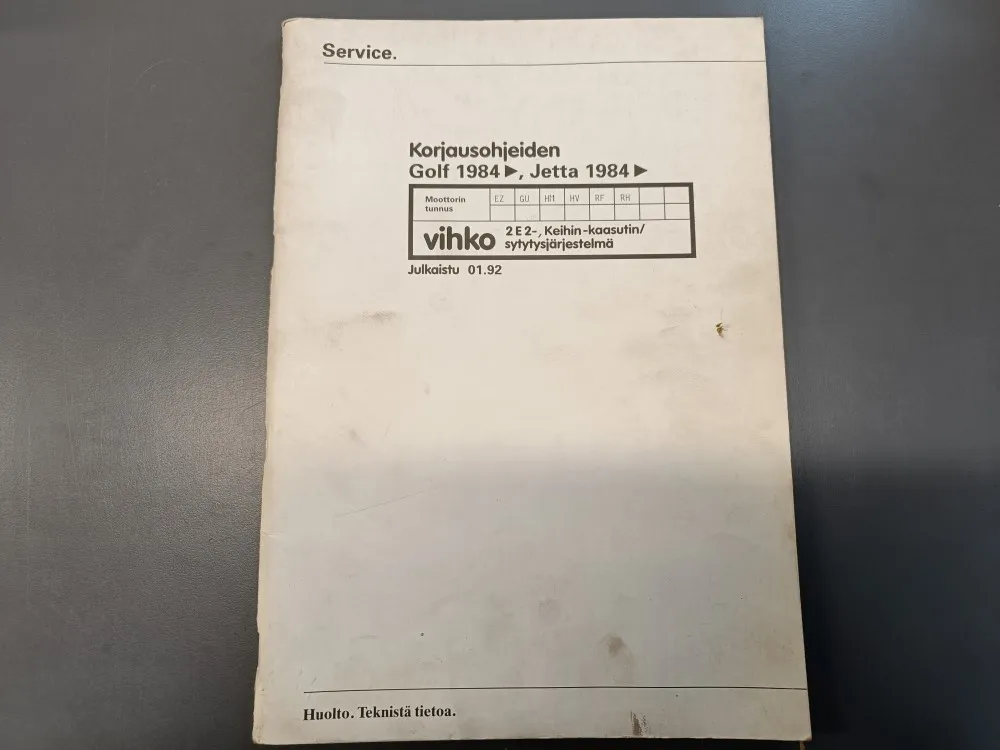 Service.
Korjausohjeiden
Golf 1984 ►, Jetta 1984 ►
Moottorin
tunnus
EZ GU HM HV RF RH
vihko
2 E 2-, Keihin-kaasutin/
sytytysjärjestelmä
Julkaistu 01.92
Huolto. Teknistä tietoa.